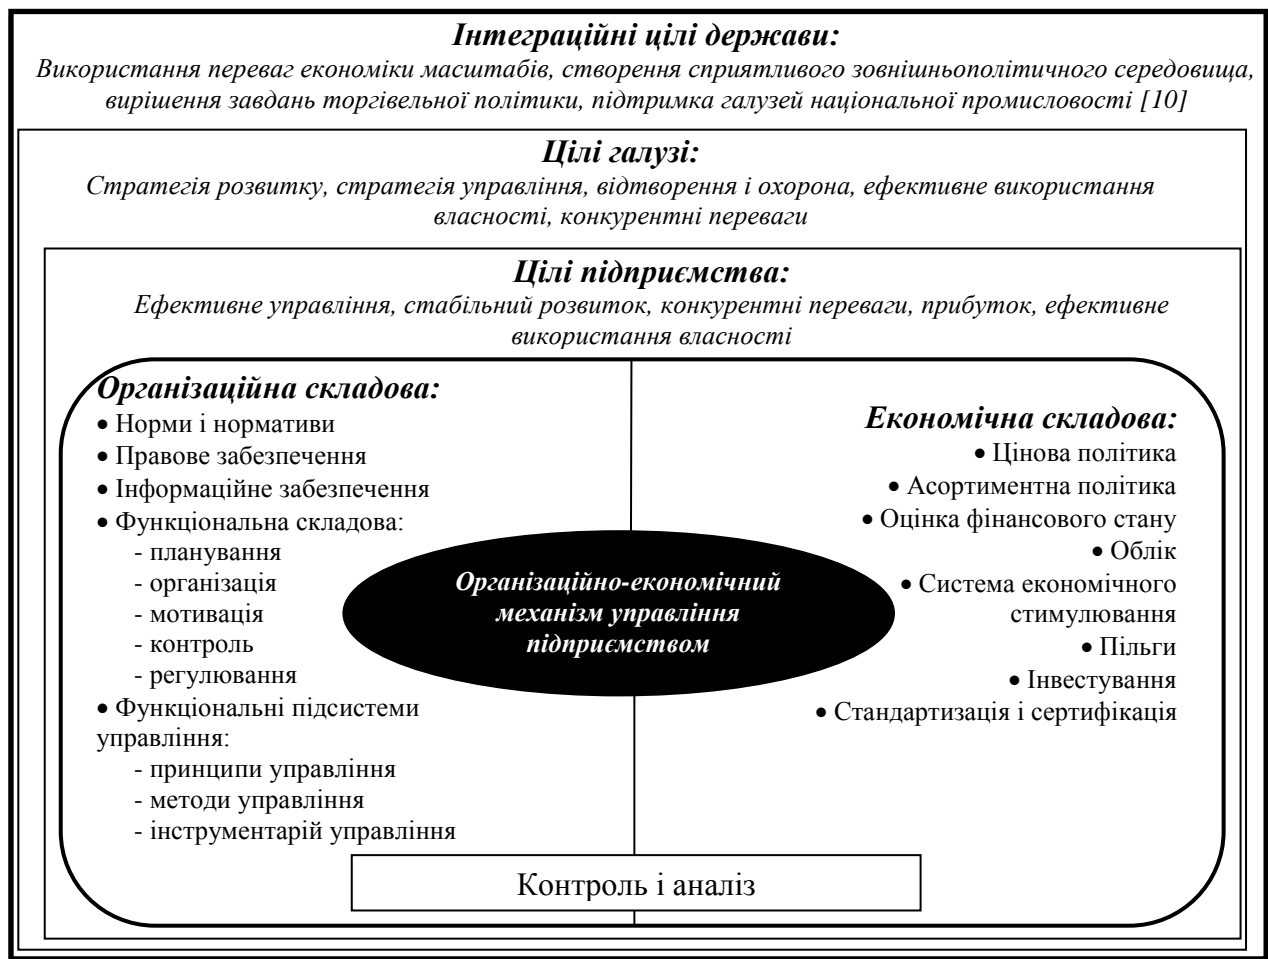 Інтеграційні цілі держави:
Використання переваг економіки масштабів, створення сприятливого зовнішньополітичного середовища,
вирішення завдань торгівельної політики, підтримка галузей національної промисловості [10]
Цілі галузі:
Стратегія розвитку, стратегія управління, відтворення і охорона, ефективне використання
власності, конкурентні переваги
Цілі підприємства:
Ефективне управління, стабільний розвиток, конкурентні переваги, прибуток, ефективне
використання власності
Організаційна складова:
• Норми і нормативи
• Правове забезпечення
• Інформаційне забезпечення
• Функціональна складова:
- планування
- організація
- мотивація
- контроль
- регулювання
• Функціональні підсистеми
управління:
- принципи управління
- методи управління
- інструментарій управління
Організаційно-економічний
механізм управління
підприємством
Економічна складова:
• Цінова політика
• Асортиментна політика
• Оцінка фінансового стану
• Облік
• Система економічного
стимулювання
• Пільги
• Інвестування
• Стандартизація і сертифікація
Контроль і аналіз